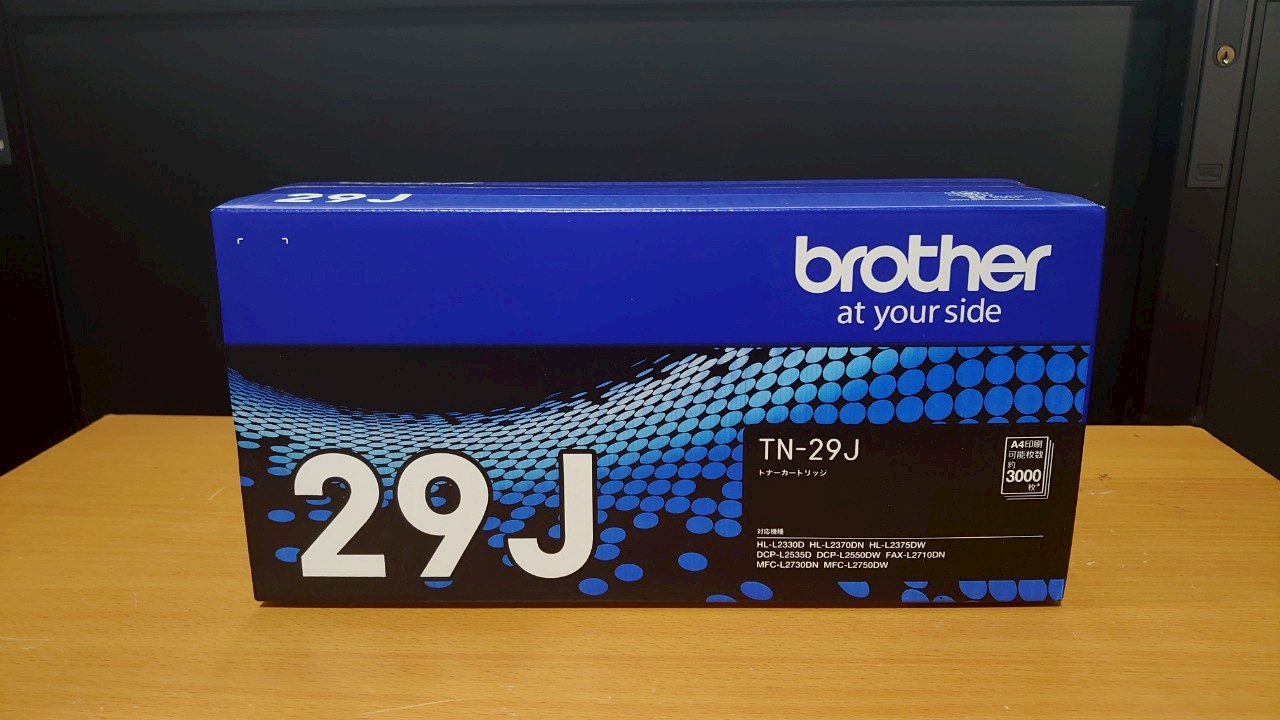 29J
brother
at your side
29J
TN-29J
トナーカートリッジ
A4印刷
可能枚数
約
3000
枚*
対応機種
HL-L2330D HL-L2370DN HL-L2375DW
DCP-L2535D DCP-L2550DW FAX-L2710DN
MFC-L2730DN MFC-L2750DW